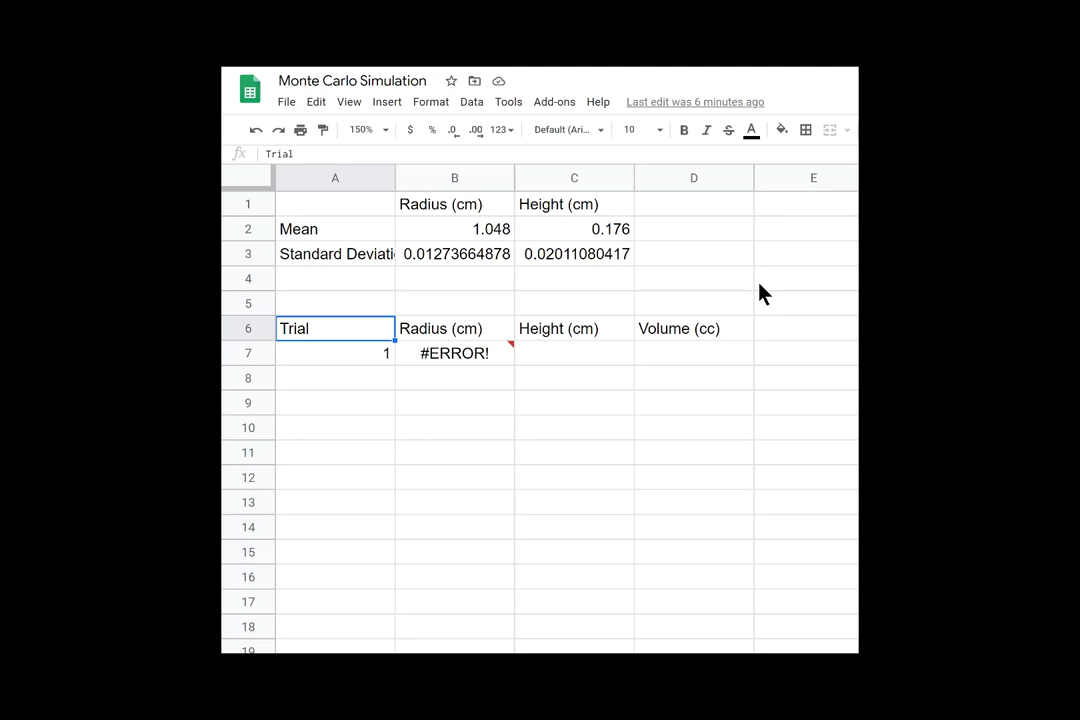 Monte Carlo Simulation
File Edit View Insert Format Data Tools Add-ons Help Last edit was 6 minutes ago
150% $ % .0 .00 123 Default (Ari... 10 B I S A
fx Trial
A B C D E
1 Radius (cm) Height (cm)
2 Mean 1.048 0.176
3 Standard Deviati 0.01273664878 0.02011080417
4
5
6 Trial Radius (cm) Height (cm) Volume (cc)
7 1 #ERROR!
8
9
10
11
12
13
14
15
16
17
18
19